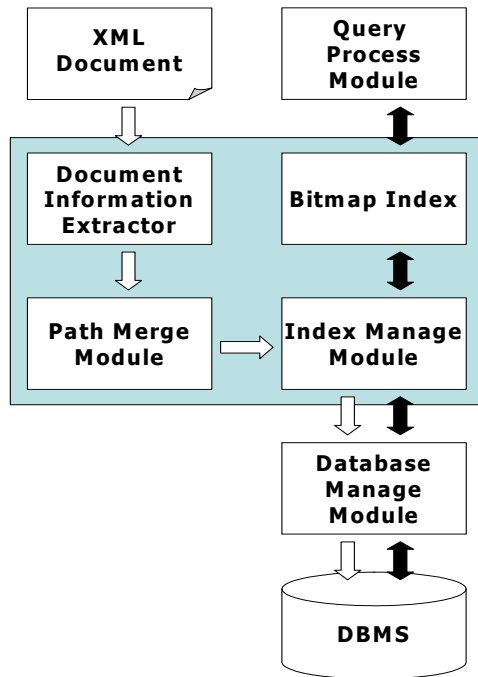 XML
Document
Query
Process
Module
Document
Information
Extractor
Bitmap Index
Path Merge
Module
Index Manage
Module
Database
Manage
Module
DBMS